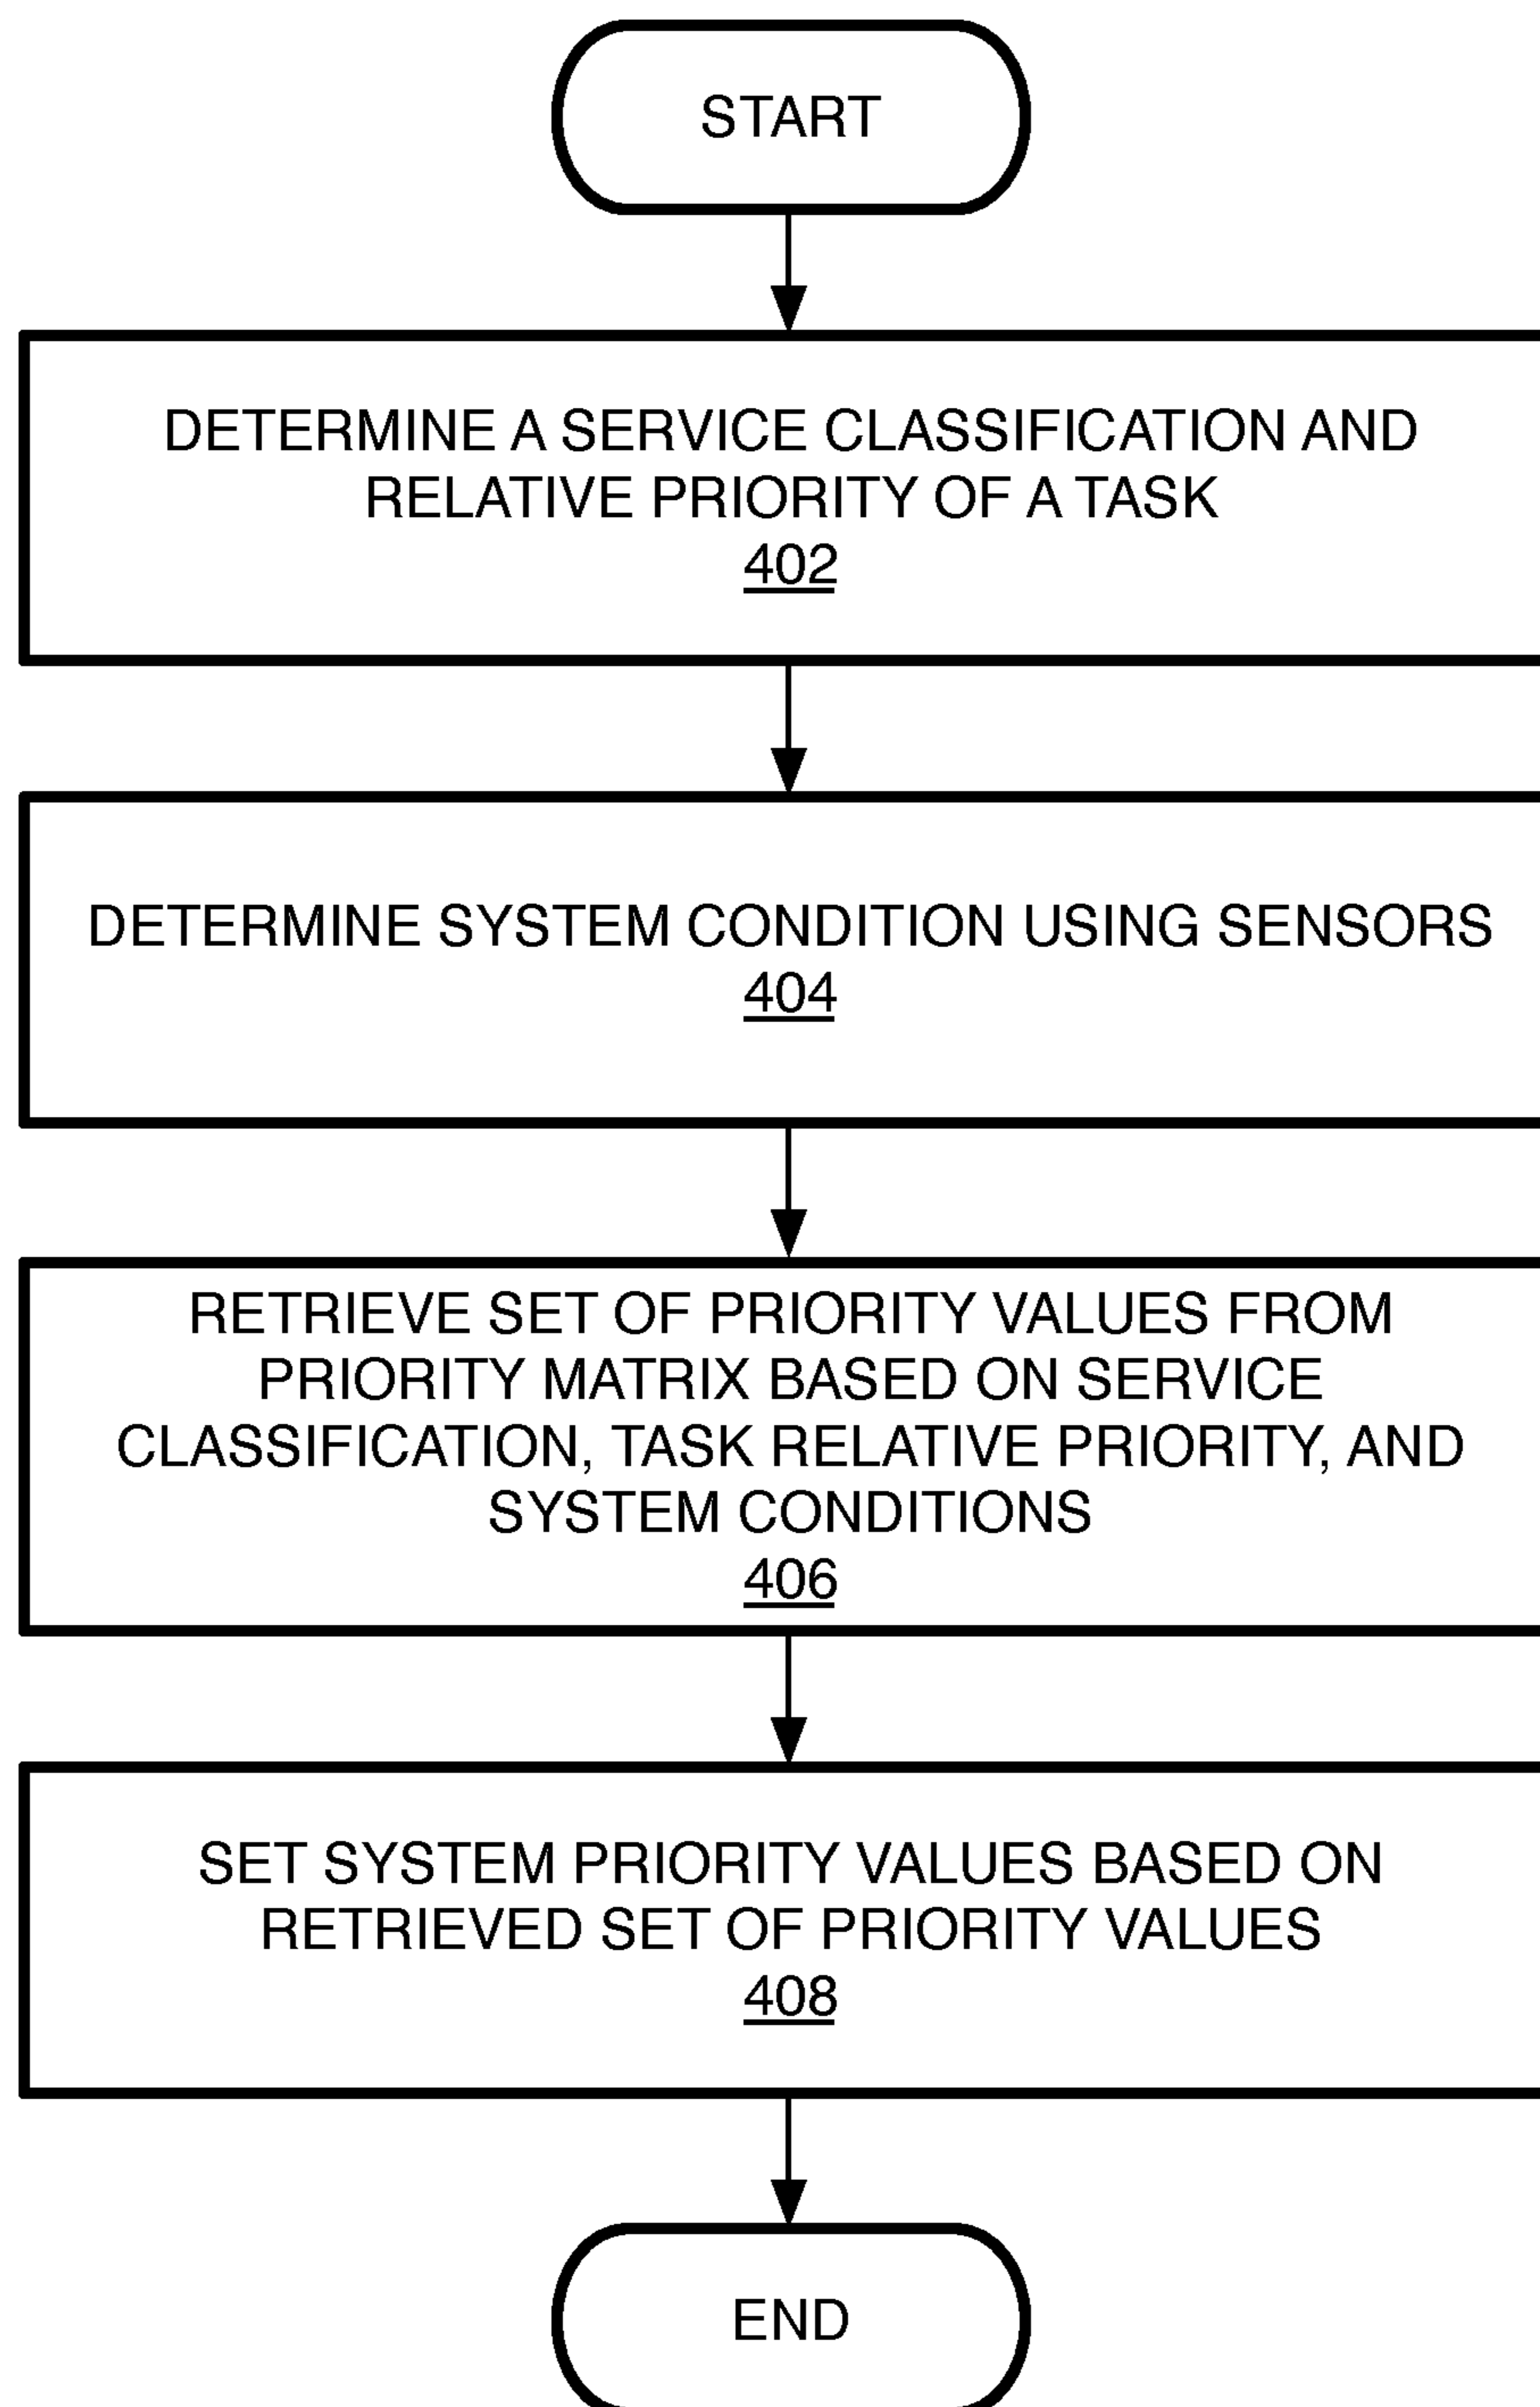 START
DETERMINE A SERVICE CLASSIFICATION AND
RELATIVE PRIORITY OF A TASK
402
DETERMINE SYSTEM CONDITION USING SENSORS
404
RETRIEVE SET OF PRIORITY VALUES FROM
PRIORITY MATRIX BASED ON SERVICE
CLASSIFICATION, TASK RELATIVE PRIORITY, AND
SYSTEM CONDITIONS
406
SET SYSTEM PRIORITY VALUES BASED ON
RETRIEVED SET OF PRIORITY VALUES
408
END